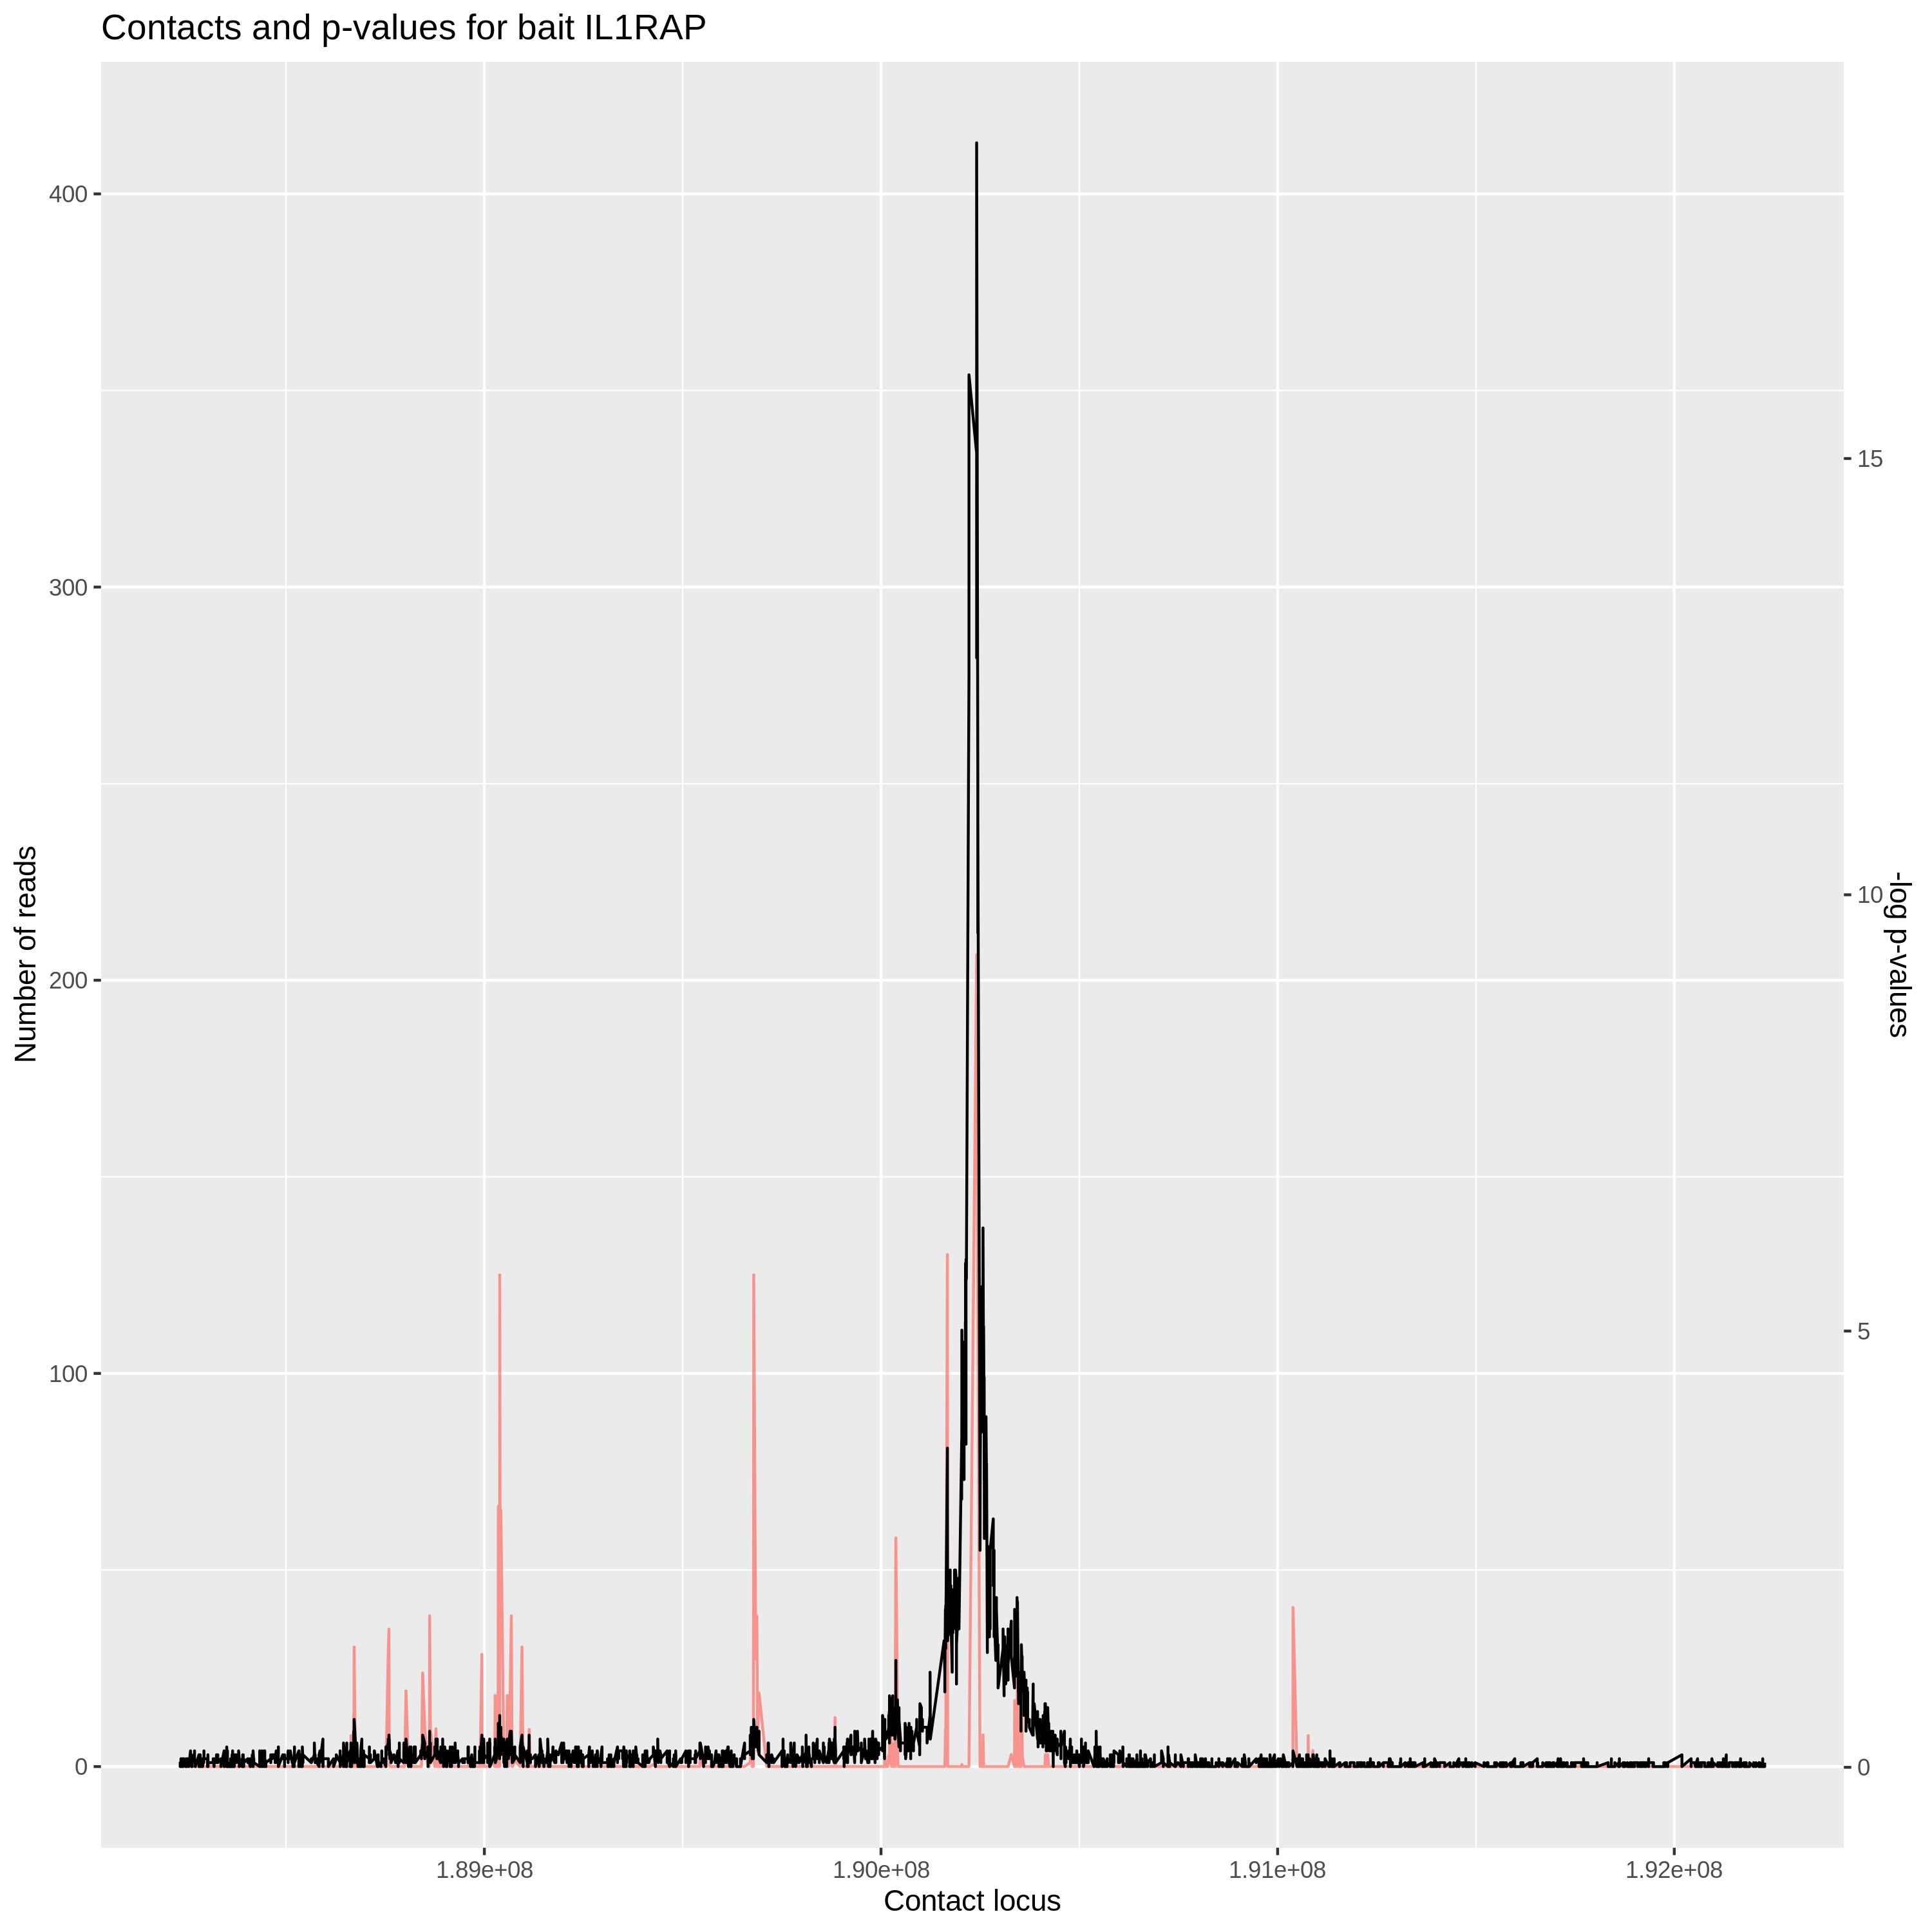 Contacts and p-values for bait IL1RAP
400
300
200
100
0
Number of reads
15
10
5
0
-log p-values
1.89e+08
1.90e+08
1.91e+08
1.92e+08
Contact locus